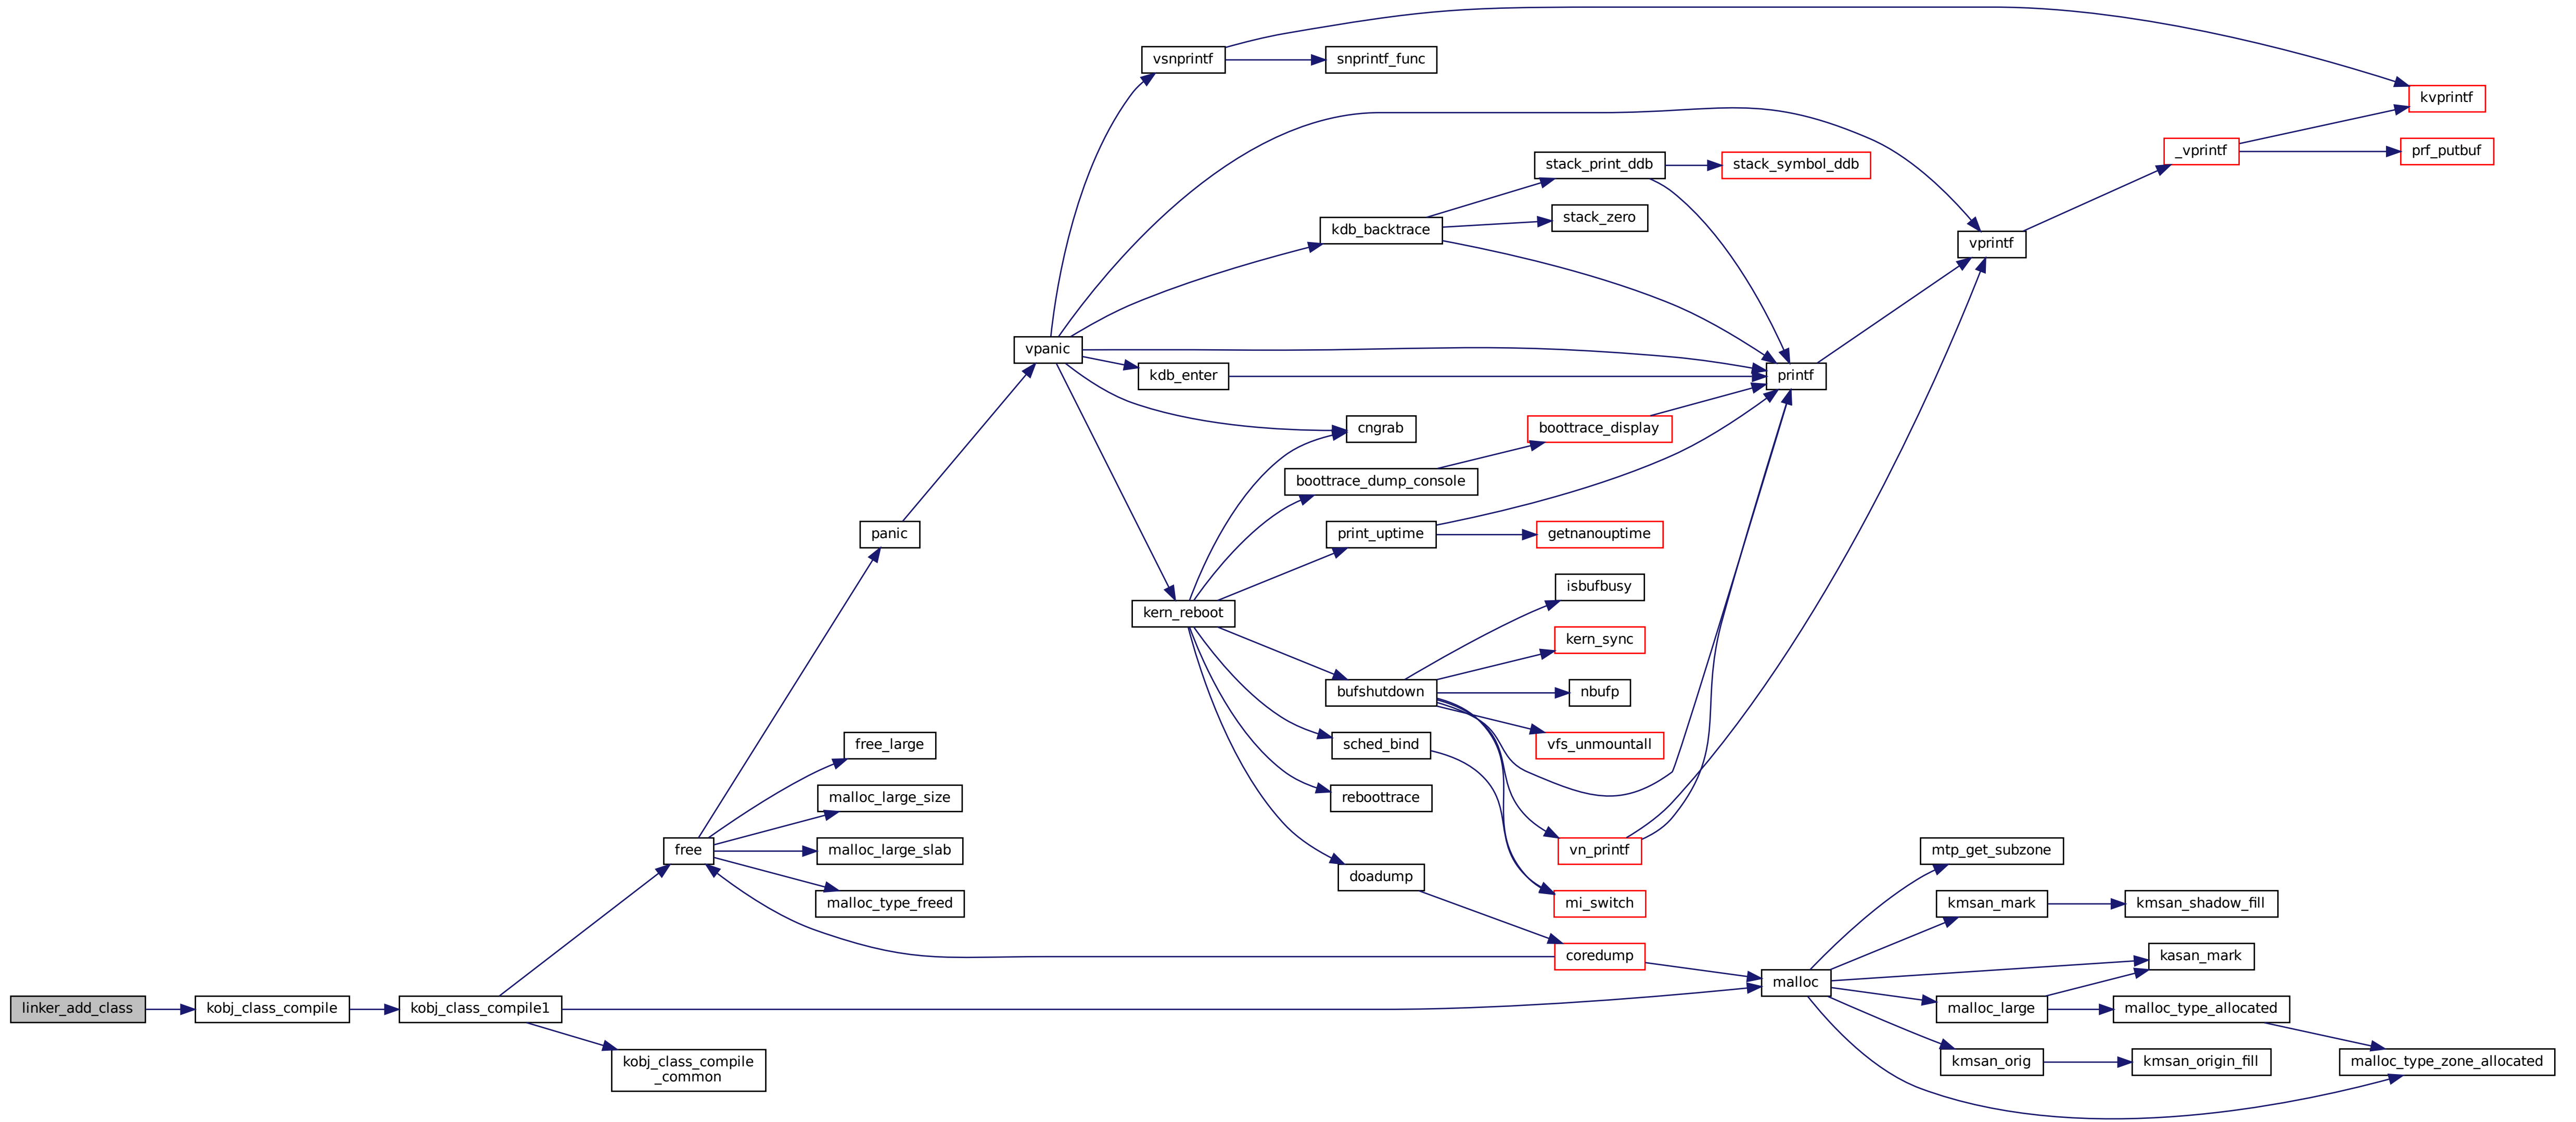 vsnprintf
snprintf_func
kvprintf
_vprintf
prf_putbuf
stack_print_ddb
stack_symbol_ddb
stack_zero
kdb_backtrace
vprintf
vpanic
kdb_enter
printf
cngrab
boottrace_display
boottrace_dump_console
panic
print_uptime
getnanouptime
isbufbusy
kern_reboot
kern_sync
bufshutdown
nbufp
free_large
sched_bind
vfs_unmountall
malloc_large_size
reboottrace
free
malloc_large_slab
vn_printf
mtp_get_subzone
doadump
malloc_type_freed
mi_switch
kmsan_mark
kmsan_shadow_fill
coredump
kasan_mark
malloc
linker_add_class
kobj_class_compile
kobj_class_compile1
malloc_large
malloc_type_allocated
kobj_class_compile
_common
kmsan_orig
kmsan_origin_fill
malloc_type_zone_allocated